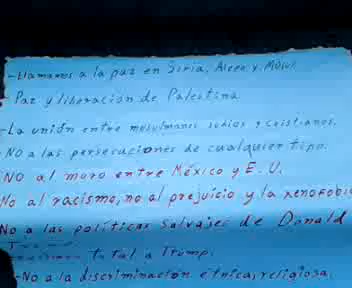 -Llamamos a la paz en Siria, Alepo y Mosul.
- Paz y liberación de Palestina
-La unión entre musulmanes judios y cristianos.
-NO a las persecuciones de cualquier tipo.
NO al muro entre México y E.U.
No al racismo, no al prejuicio y la xenofobia
No a las políticas salvajes de Donald
total a Trump.
-No a la discriminación étnica, religiosa,